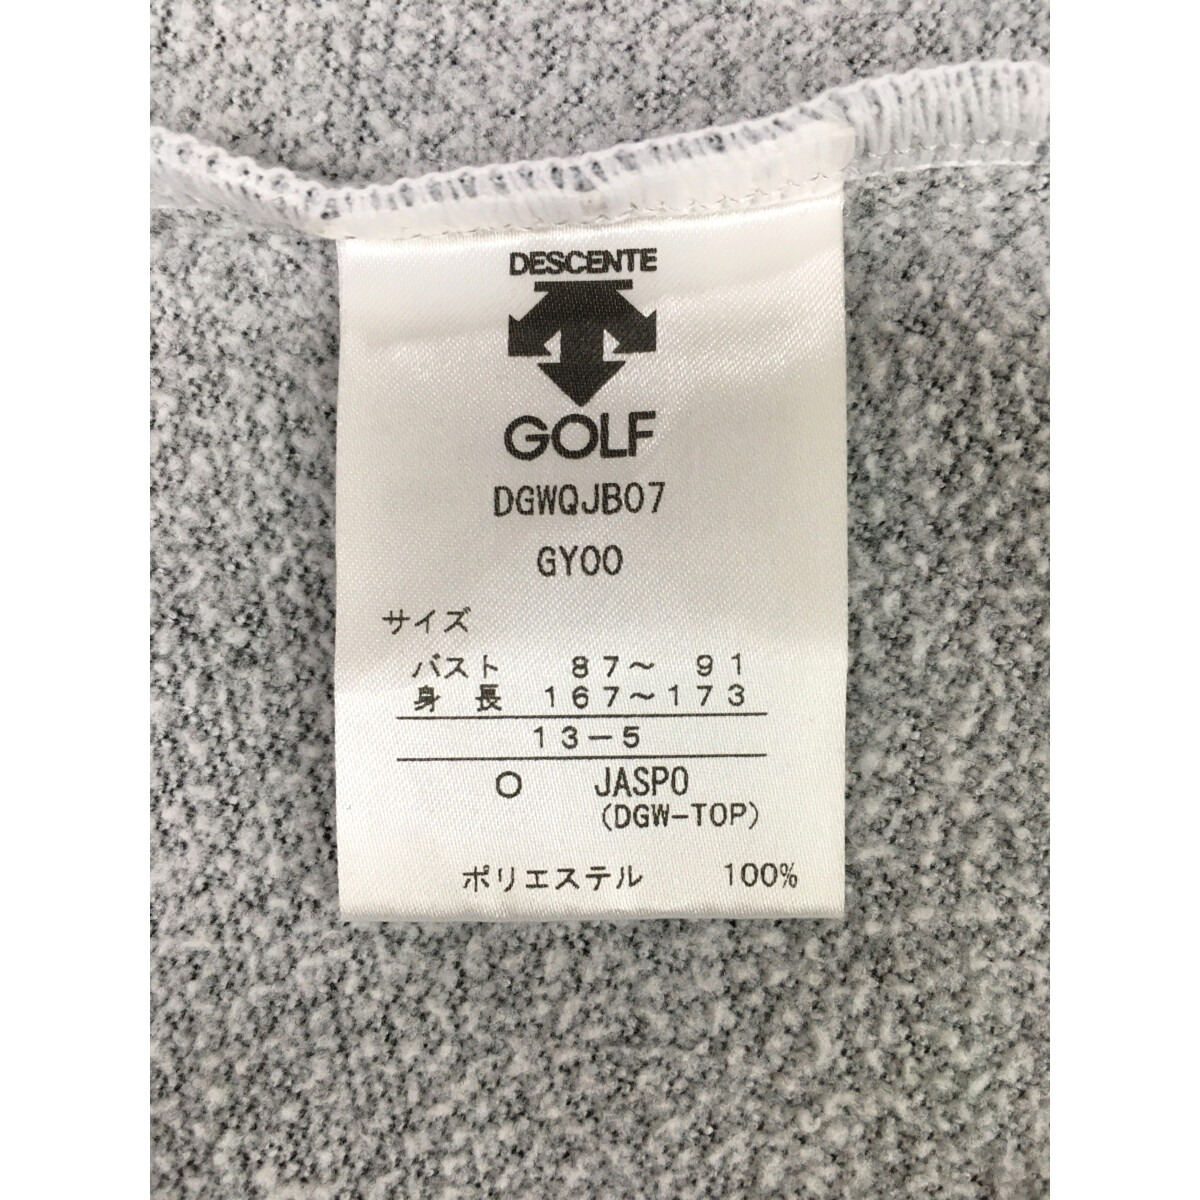 DESCENTE
GOLF
DGWQJB07
GY00
サイズ
バスト 87～ 91
身 長 167～173
13-5
O JASPO
(DGW-TOP)
ポリエステル 100%